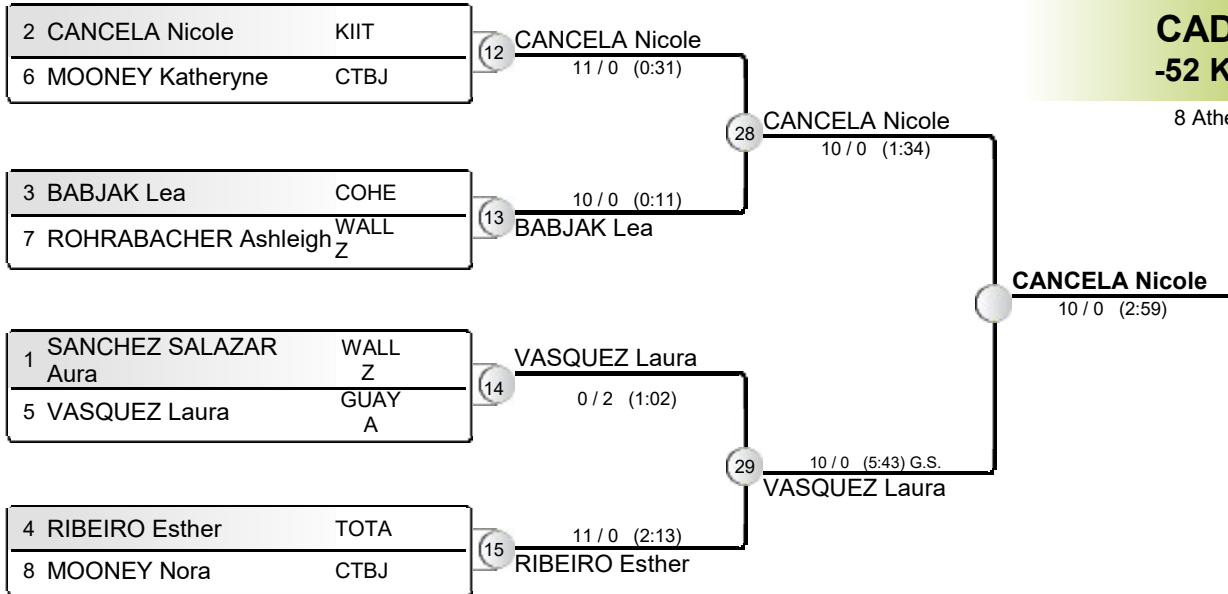 CAD
-52 K
8 Athe
2 CANCELA Nicole KIIT
6 MOONEY Katheryne CTBJ
12 CANCELA Nicole
11 / 0 (0:31)
28 CANCELA Nicole
10 / 0 (1:34)
3 BABJAK Lea COHE
7 ROHRABACHER Ashleigh WALL
Z
10 / 0 (0:11)
13 BABJAK Lea
CANCELA Nicole
10 / 0 (2:59)
1 SANCHEZ SALAZAR
Aura
WALL
Z
5 VASQUEZ Laura GUAY
A
VASQUEZ Laura
14 0 / 2 (1:02)
29 10 / 0 (5:43) G.S.
VASQUEZ Laura
4 RIBEIRO Esther TOTA
8 MOONEY Nora CTBJ
11 / 0 (2:13)
15 RIBEIRO Esther